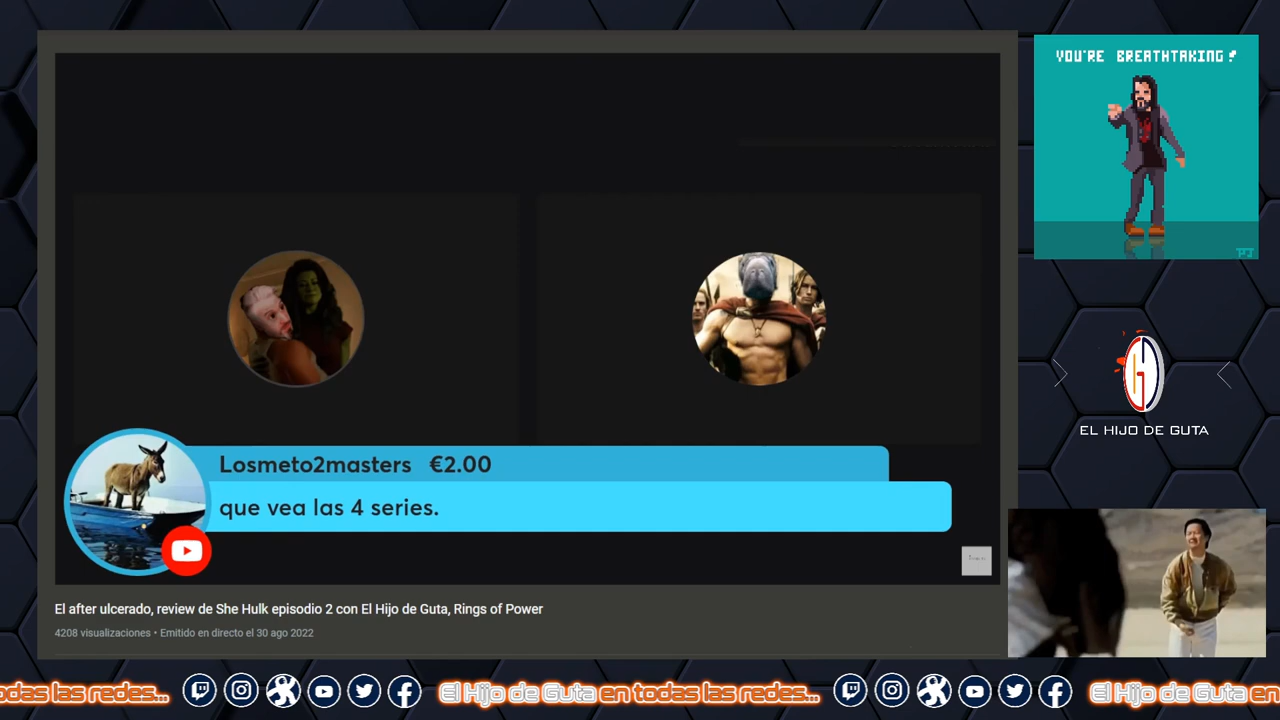 YOU'RE BREATHTAKING!
PJ
EL HIJO DE GUTA
Losmeto2masters €2.00
que vea las 4 series.
El after ulcerado, review de She Hulk episodio 2 con El Hijo de Guta, Rings of Power
4208 visualizaciones • Emitido en directo el 30 ago 2022
odas las redes... El Hijo de Guta en todas las redes... El Hijo de Guta en